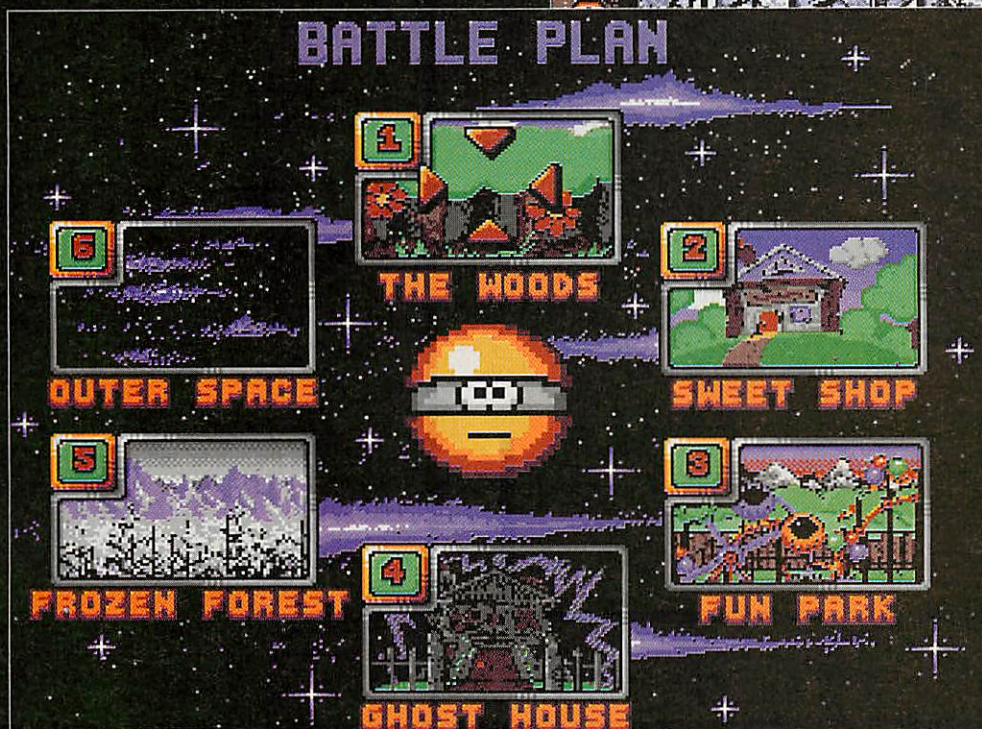 BATTLE PLAN
1
THE WOODS
2
SWEET SHOP
3
FUN PARK
4
GHOST HOUSE
5
FROZEN FOREST
6
OUTER SPACE